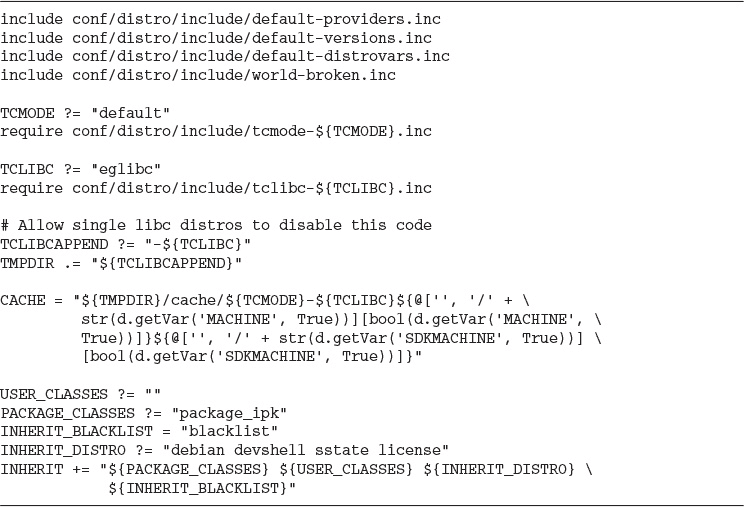 include conf/distro/include/default-providers.inc
include conf/distro/include/default-versions.inc
include conf/distro/include/default-distrovars.inc
include conf/distro/include/world-broken.inc

TCMODE ?= "default"
require conf/distro/include/tcmode-${TCMODE}.inc

TCLIBC ?= "eglibc"
require conf/distro/include/tclibc-${TCLIBC}.inc

# Allow single libc distros to disable this code
TCLIBCAPPEND ?= "-${TCLIBC}"
TMPDIR .= "${TCLIBCAPPEND}"

CACHE = "${TMPDIR}/cache/${TCMODE}-${TCLIBC}${@['', '/' + \
         str(d.getVar('MACHINE', True))][bool(d.getVar('MACHINE', \
         True))]}${@['', '/' + str(d.getVar('SDKMACHINE', True))] \
         [bool(d.getVar('SDKMACHINE', True))]}"

USER_CLASSES ?= ""
PACKAGE_CLASSES ?= "package_ipk"
INHERIT_BLACKLIST = "blacklist"
INHERIT_DISTRO ?= "debian devshell sstate license"
INHERIT += "${PACKAGE_CLASSES} ${USER_CLASSES} ${INHERIT_DISTRO} \
            ${INHERIT_BLACKLIST}"